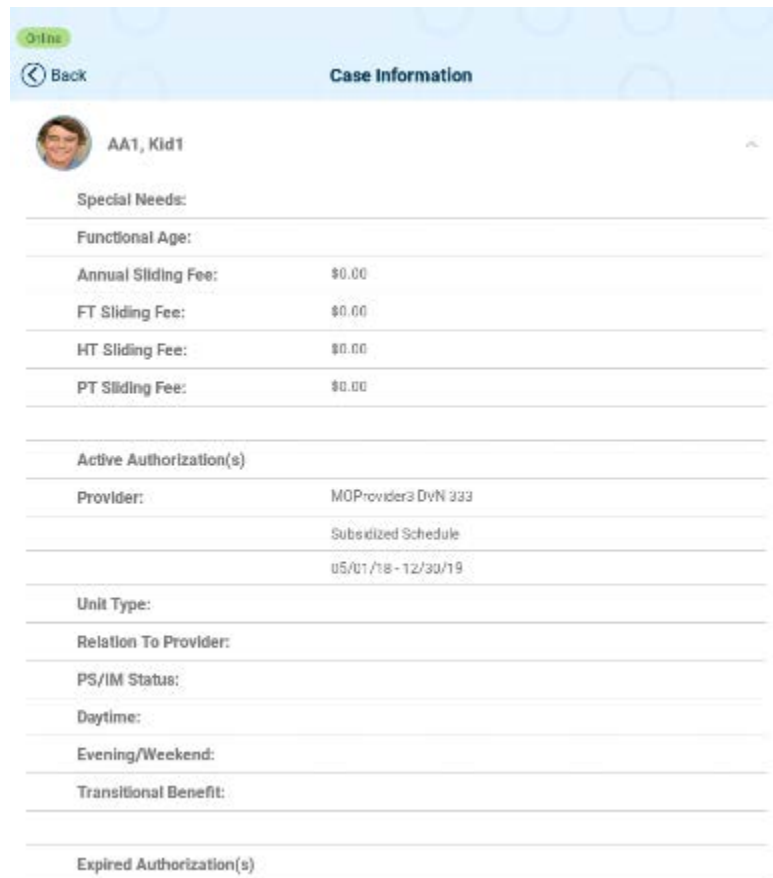 Online
Back
Case Information
AA1, Kid1
Special Needs:
Functional Age:
Annual Sliding Fee: $0.00
FT Sliding Fee: $0.00
HT Sliding Fee: $0.00
PT Sliding Fee: $0.00
Active Authorization(s)
Provider: MOProvider3 DVN 333
Subsidized Schedule
05/01/18 - 12/30/19
Unit Type:
Relation To Provider:
PS/IM Status:
Daytime:
Evening/Weekend:
Transitional Benefit:
Expired Authorization(s)